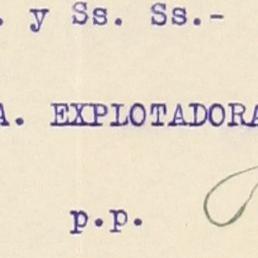 . y Ss. Ss.-
A. EXPLOTADORA
p.p.